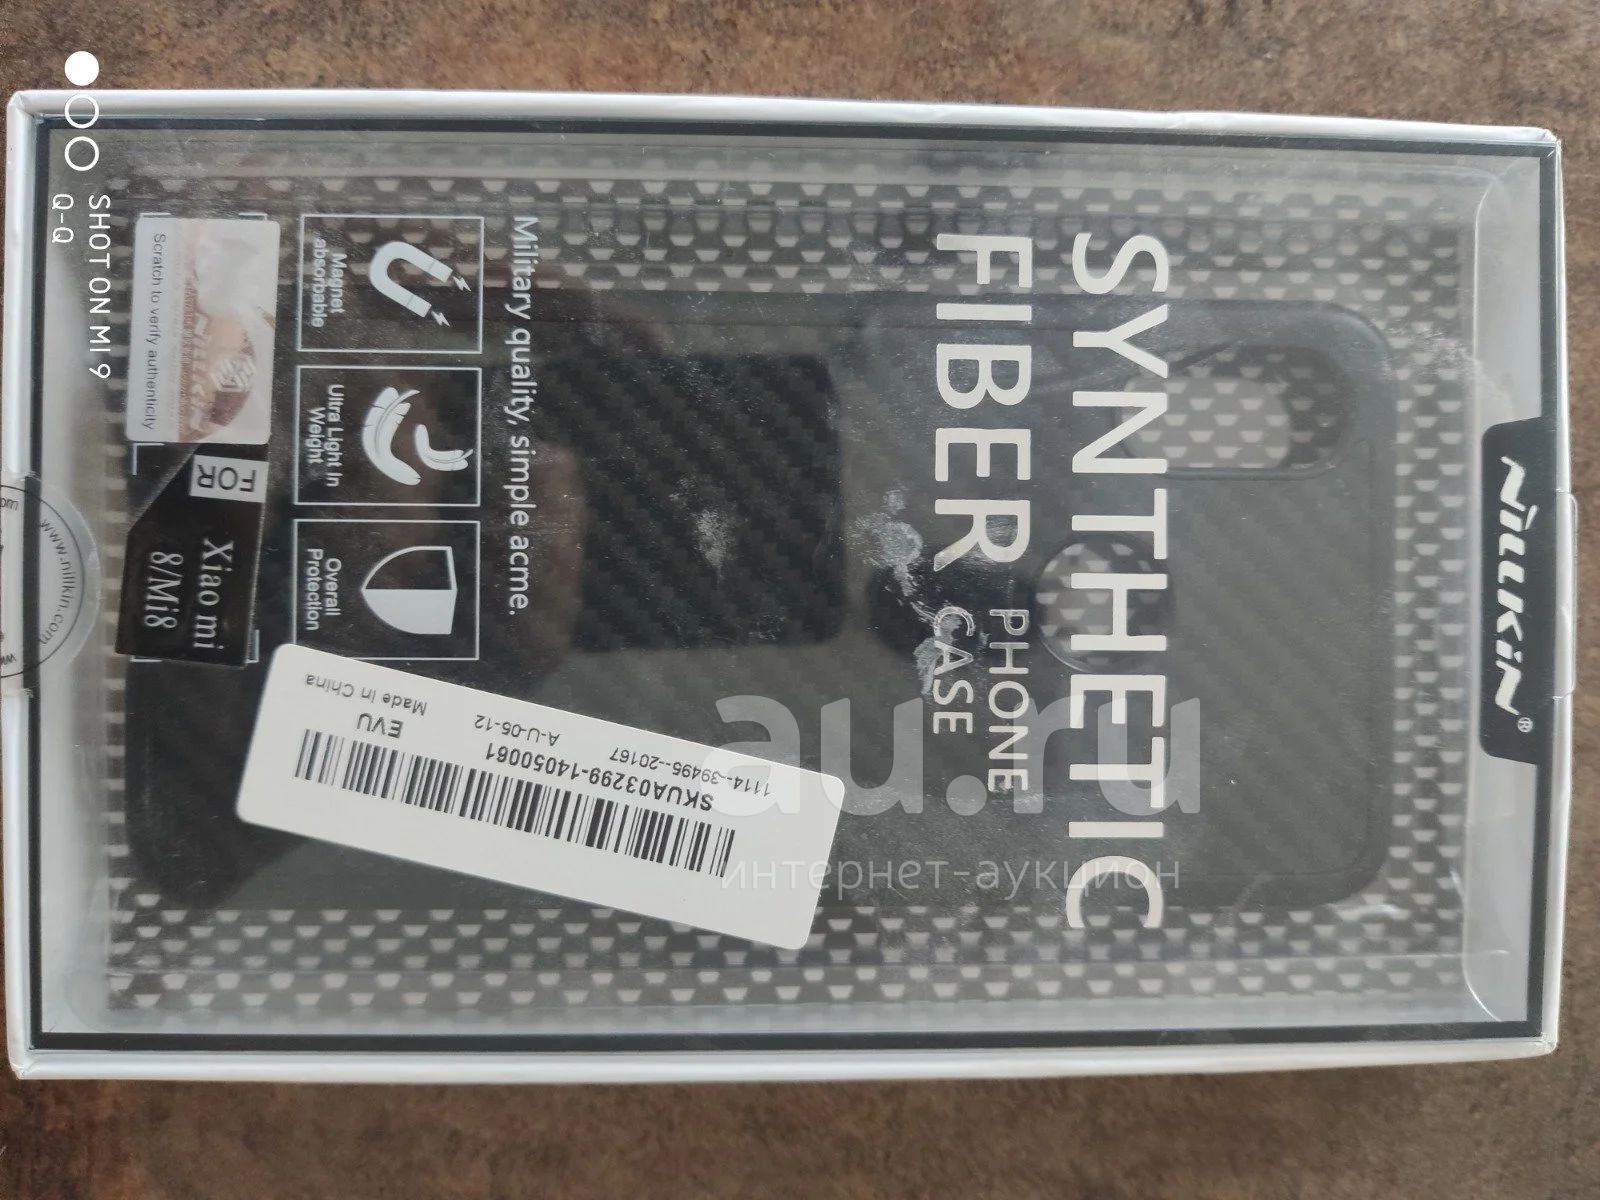 NILLKIN®
SYNTHETIC
FIBER PHONE
CASE
Military quality, simple acme.
Magnet
absorbable
Ultra Light In
Weight
Overall
Protection
Scratch to verify authenticity
FOR
Xiao mi
8/Mi8
www.nillkin.com
SKUA03299-14050061
1114--39495--20167
A-U-05-12
EVU
Made in China
SHOT ON MI 9
Q-Q
au.ru
интернет-аукцион